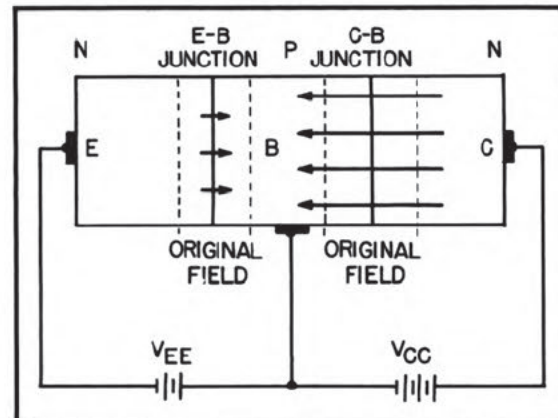 N E-B P C-B N
JUNCTION JUNCTION
E B C
ORIGINAL ORIGINAL
FIELD FIELD
VEE VCC